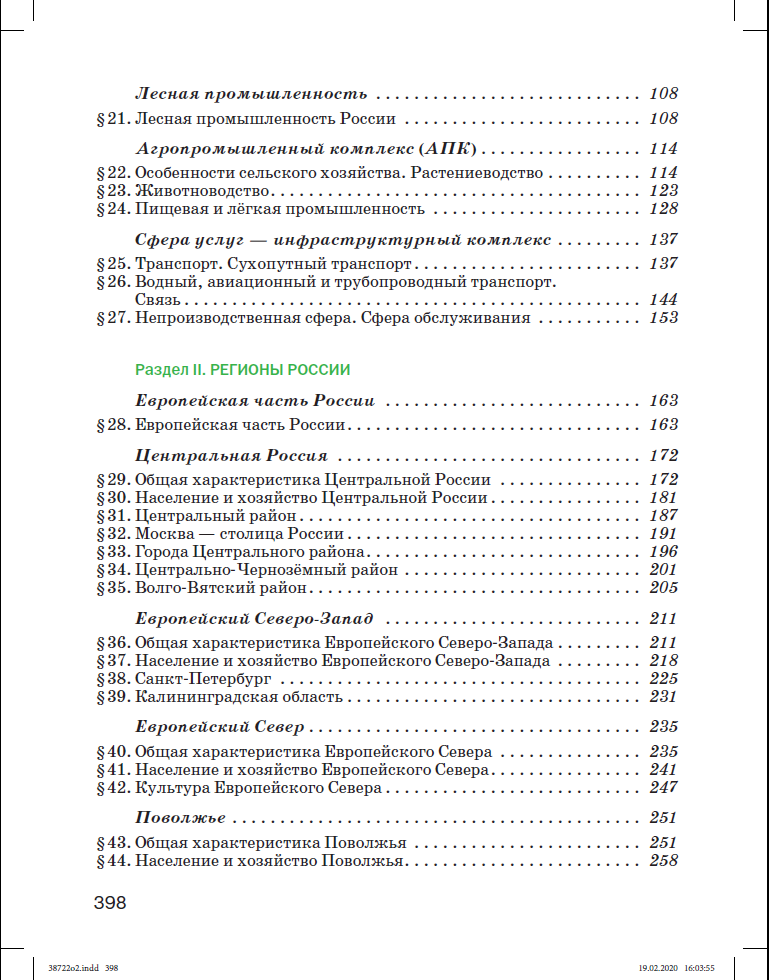 Лесная промышленность . . . . . . . . . . . . . . . . . . . . . . . . . . . . 108
§ 21. Лесная промышленность России . . . . . . . . . . . . . . . . . . . . . . . . . 108
Агропромышленный комплекс (АПК) . . . . . . . . . . . . . . . . . 114
§ 22. Особенности сельского хозяйства. Растениеводство . . . . . . . . . . 114
§ 23. Животноводство . . . . . . . . . . . . . . . . . . . . . . . . . . . . . . . . . . . . . . . 123
§ 24. Пищевая и лёгкая промышленность . . . . . . . . . . . . . . . . . . . . . . 128
Сфера услуг — инфраструктурный комплекс . . . . . . . . . 137
§ 25. Транспорт. Сухопутный транспорт . . . . . . . . . . . . . . . . . . . . . . . . 137
§ 26. Водный, авиационный и трубопроводный транспорт.
Связь . . . . . . . . . . . . . . . . . . . . . . . . . . . . . . . . . . . . . . . . . . . . . . . . 144
§ 27. Непроизводственная сфера. Сфера обслуживания . . . . . . . . . . . 153
Раздел II. РЕГИОНЫ РОССИИ
Европейская часть России . . . . . . . . . . . . . . . . . . . . . . . . . . . 163
§ 28. Европейская часть России . . . . . . . . . . . . . . . . . . . . . . . . . . . . . . . 163
Центральная Россия . . . . . . . . . . . . . . . . . . . . . . . . . . . . . . . . 172
§ 29. Общая характеристика Центральной России . . . . . . . . . . . . . . . 172
§ 30. Население и хозяйство Центральной России . . . . . . . . . . . . . . . . 181
§ 31. Центральный район . . . . . . . . . . . . . . . . . . . . . . . . . . . . . . . . . . . . 187
§ 32. Москва — столица России . . . . . . . . . . . . . . . . . . . . . . . . . . . . . . . 191
§ 33. Города Центрального района . . . . . . . . . . . . . . . . . . . . . . . . . . . . . 196
§ 34. Центрально-Чернозёмный район . . . . . . . . . . . . . . . . . . . . . . . . . 201
§ 35. Волго-Вятский район . . . . . . . . . . . . . . . . . . . . . . . . . . . . . . . . . . . 205
Европейский Северо-Запад . . . . . . . . . . . . . . . . . . . . . . . . . . . 211
§ 36. Общая характеристика Европейского Северо-Запада . . . . . . . . . 211
§ 37. Население и хозяйство Европейского Северо-Запада . . . . . . . . . 218
§ 38. Санкт-Петербург . . . . . . . . . . . . . . . . . . . . . . . . . . . . . . . . . . . . . . 225
§ 39. Калининградская область . . . . . . . . . . . . . . . . . . . . . . . . . . . . . . . 231
Европейский Север . . . . . . . . . . . . . . . . . . . . . . . . . . . . . . . . . . . 235
§ 40. Общая характеристика Европейского Севера . . . . . . . . . . . . . . . 235
§ 41. Население и хозяйство Европейского Севера . . . . . . . . . . . . . . . . 241
§ 42. Культура Европейского Севера . . . . . . . . . . . . . . . . . . . . . . . . . . . 247
Поволжье . . . . . . . . . . . . . . . . . . . . . . . . . . . . . . . . . . . . . . . . . . . 251
§ 43. Общая характеристика Поволжья . . . . . . . . . . . . . . . . . . . . . . . . 251
§ 44. Население и хозяйство Поволжья . . . . . . . . . . . . . . . . . . . . . . . . . 258
398
38722o2.indd 398 19.02.2020 16:03:55